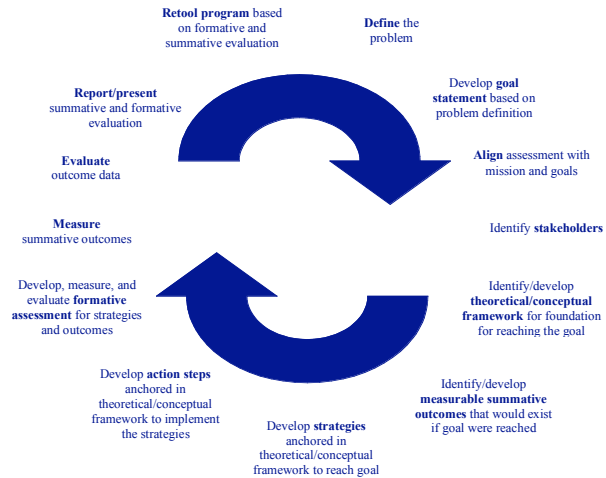 Retool program based
on formative and
summative evaluation
Define the
problem
Develop goal
statement based on
problem definition
Align assessment with
mission and goals
Identify stakeholders
Identify/develop
theoretical/conceptual
framework for foundation
for reaching the goal
Identify/develop
measurable summative
outcomes that would exist
if goal were reached
Develop strategies
anchored in
theoretical/conceptual
framework to reach goal
Develop action steps
anchored in
theoretical/conceptual
framework to implement
the strategies
Develop, measure, and
evaluate formative
assessment for strategies
and outcomes
Measure
summative outcomes
Evaluate
outcome data
Report/present
summative and formative
evaluation